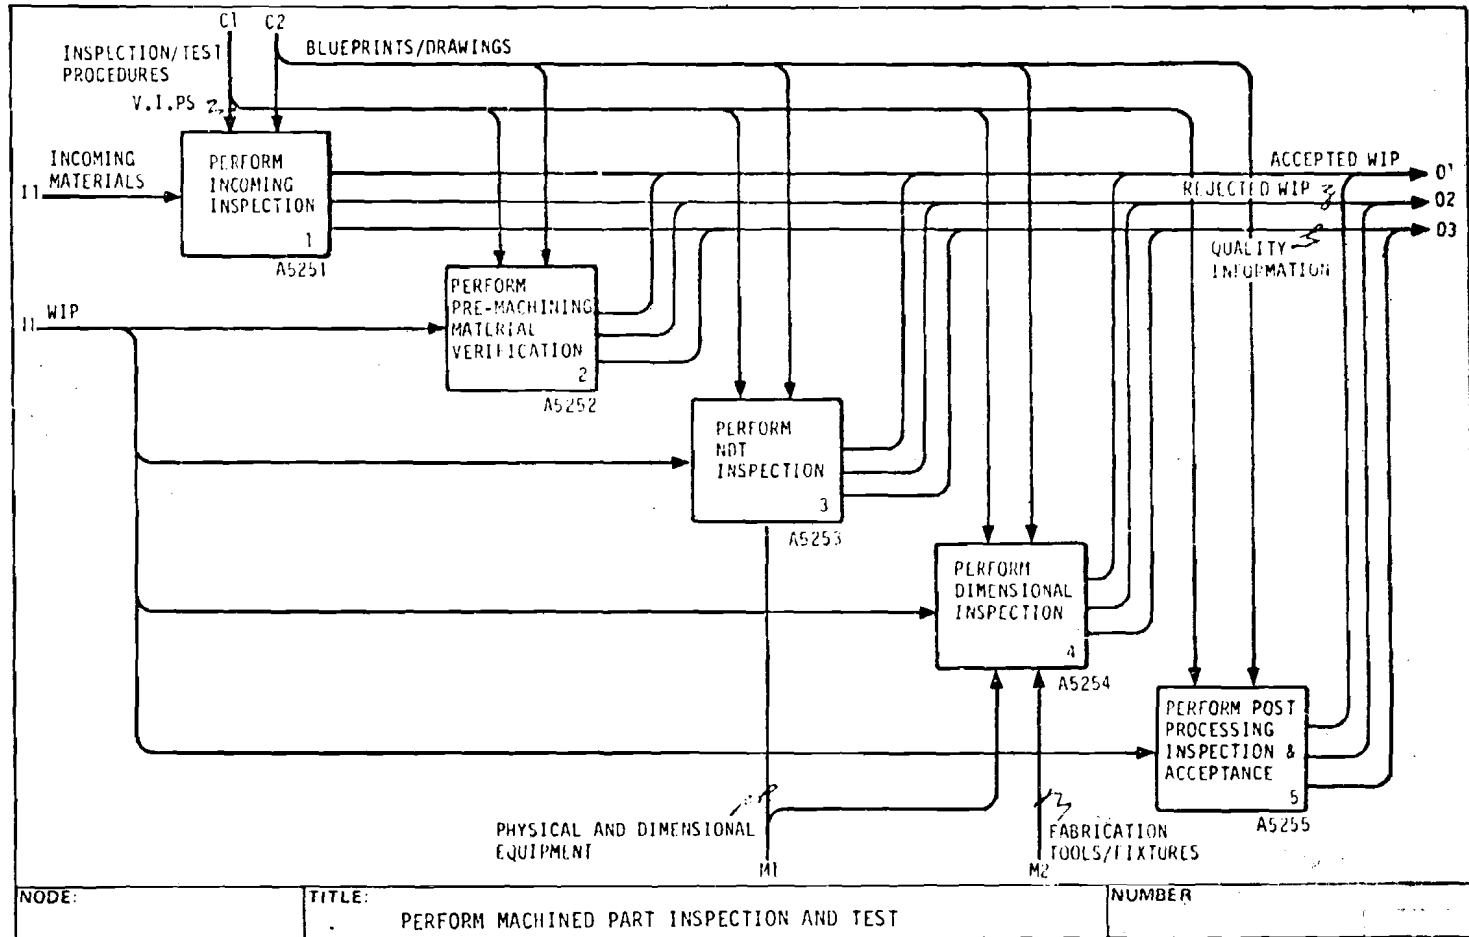 C1 C2
INSPECTION/TEST
PROCEDURES
BLUEPRINTS/DRAWINGS
V.I.PS
INCOMING
MATERIALS
I1
PERFORM
INCOMING
INSPECTION
1
A5251
ACCEPTED WIP
O1
REJECTED WIP
O2
O3
QUALITY
INFORMATION
I1 WIP
PERFORM
PRE-MACHINING
MATERIAL
VERIFICATION
2
A5252
PERFORM
NDT
INSPECTION
3
A5253
PERFORM
DIMENSIONAL
INSPECTION
4
A5254
PERFORM POST
PROCESSING
INSPECTION &
ACCEPTANCE
5
A5255
PHYSICAL AND DIMENSIONAL
EQUIPMENT
M1
FABRICATION
TOOLS/FIXTURES
M2
NODE:
TITLE:
PERFORM MACHINED PART INSPECTION AND TEST
NUMBER